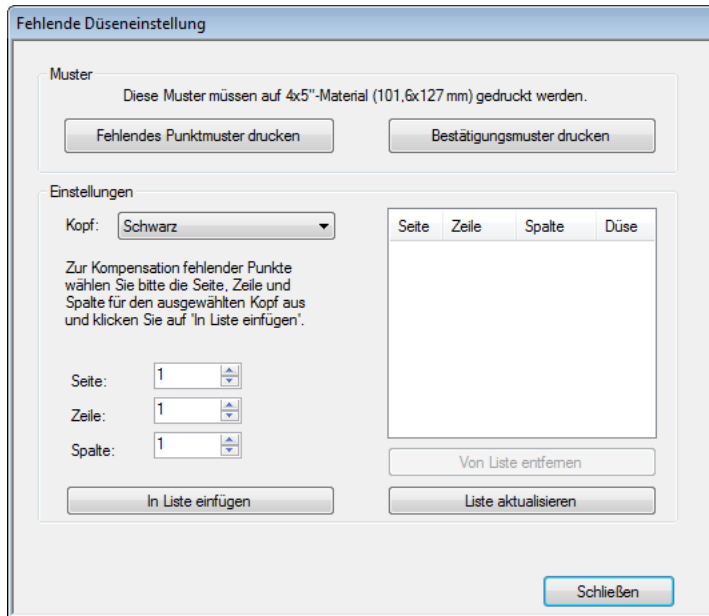 Fehlende Düseneinstellung
Muster
Diese Muster müssen auf 4x5"-Material (101,6x127 mm) gedruckt werden.
Fehlendes Punktmuster drucken
Bestätigungsmuster drucken
Einstellungen
Kopf: Schwarz
Zur Kompensation fehlender Punkte
wählen Sie bitte die Seite, Zeile und
Spalte für den ausgewählten Kopf aus
und klicken Sie auf 'In Liste einfügen'.
Seite: 1
Zeile: 1
Spalte: 1
In Liste einfügen
Seite Zeile Spalte Düse
Von Liste entfernen
Liste aktualisieren
Schließen